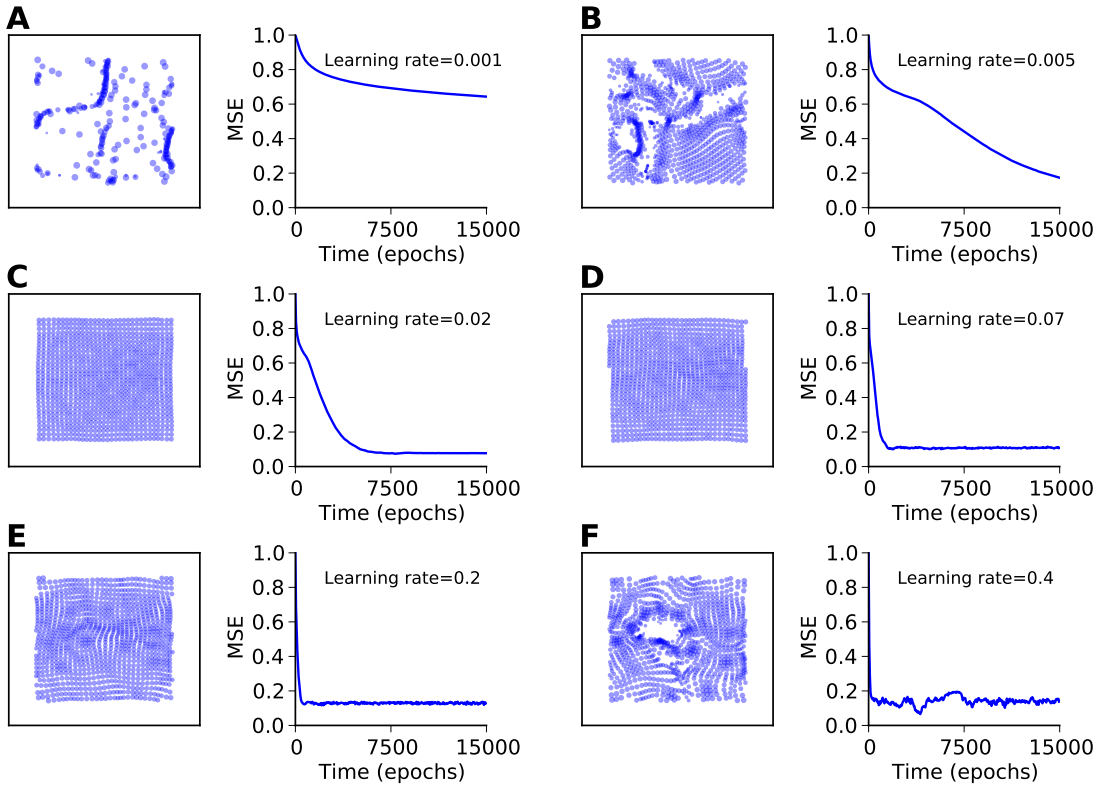 A
B
1.0
0.8
0.6
0.4
0.2
0.0
MSE
Learning rate=0.001
0
7500
15000
Time (epochs)
1.0
0.8
0.6
0.4
0.2
0.0
MSE
Learning rate=0.005
0
7500
15000
Time (epochs)
C
D
1.0
0.8
0.6
0.4
0.2
0.0
MSE
Learning rate=0.02
0
7500
15000
Time (epochs)
1.0
0.8
0.6
0.4
0.2
0.0
MSE
Learning rate=0.07
0
7500
15000
Time (epochs)
E
F
1.0
0.8
0.6
0.4
0.2
0.0
MSE
Learning rate=0.2
0
7500
15000
Time (epochs)
1.0
0.8
0.6
0.4
0.2
0.0
MSE
Learning rate=0.4
0
7500
15000
Time (epochs)